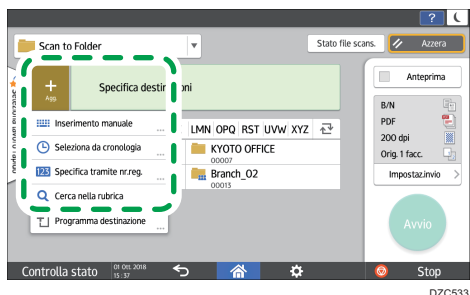 ?
Scan to Folder
Stato file scans.
Azzera
Agg.
Specifica destin
oni
Anteprima
Inserimento manuale
...
LMN OPQ RST UVW XYZ
B/N
PDF
200 dpi
Orig. 1 facc.
Seleziona da cronologia
...
KYOTO OFFICE
00007
123 Specifica tramite nr.reg.
...
Branch_02
00013
Impostaz.invio
Cerca nella rubrica
Programma destinazione
...
Avvio
Controlla stato
01 Ott. 2018
15:37
Stop
DZC533